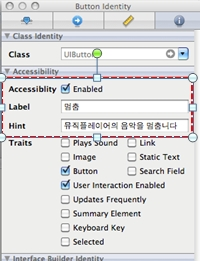 Button Identity
Class Identity
Class UIButton
Accessibility
Accessibility Enabled
Label 멈춤
Hint 뮤직플레이어의 음악을 멈춥니다
Traits Plays Sound Link
Image Static Text
Button Search Field
User Interaction Enabled
Updates Frequently
Summary Element
Keyboard Key
Selected
Interface Builder Identity